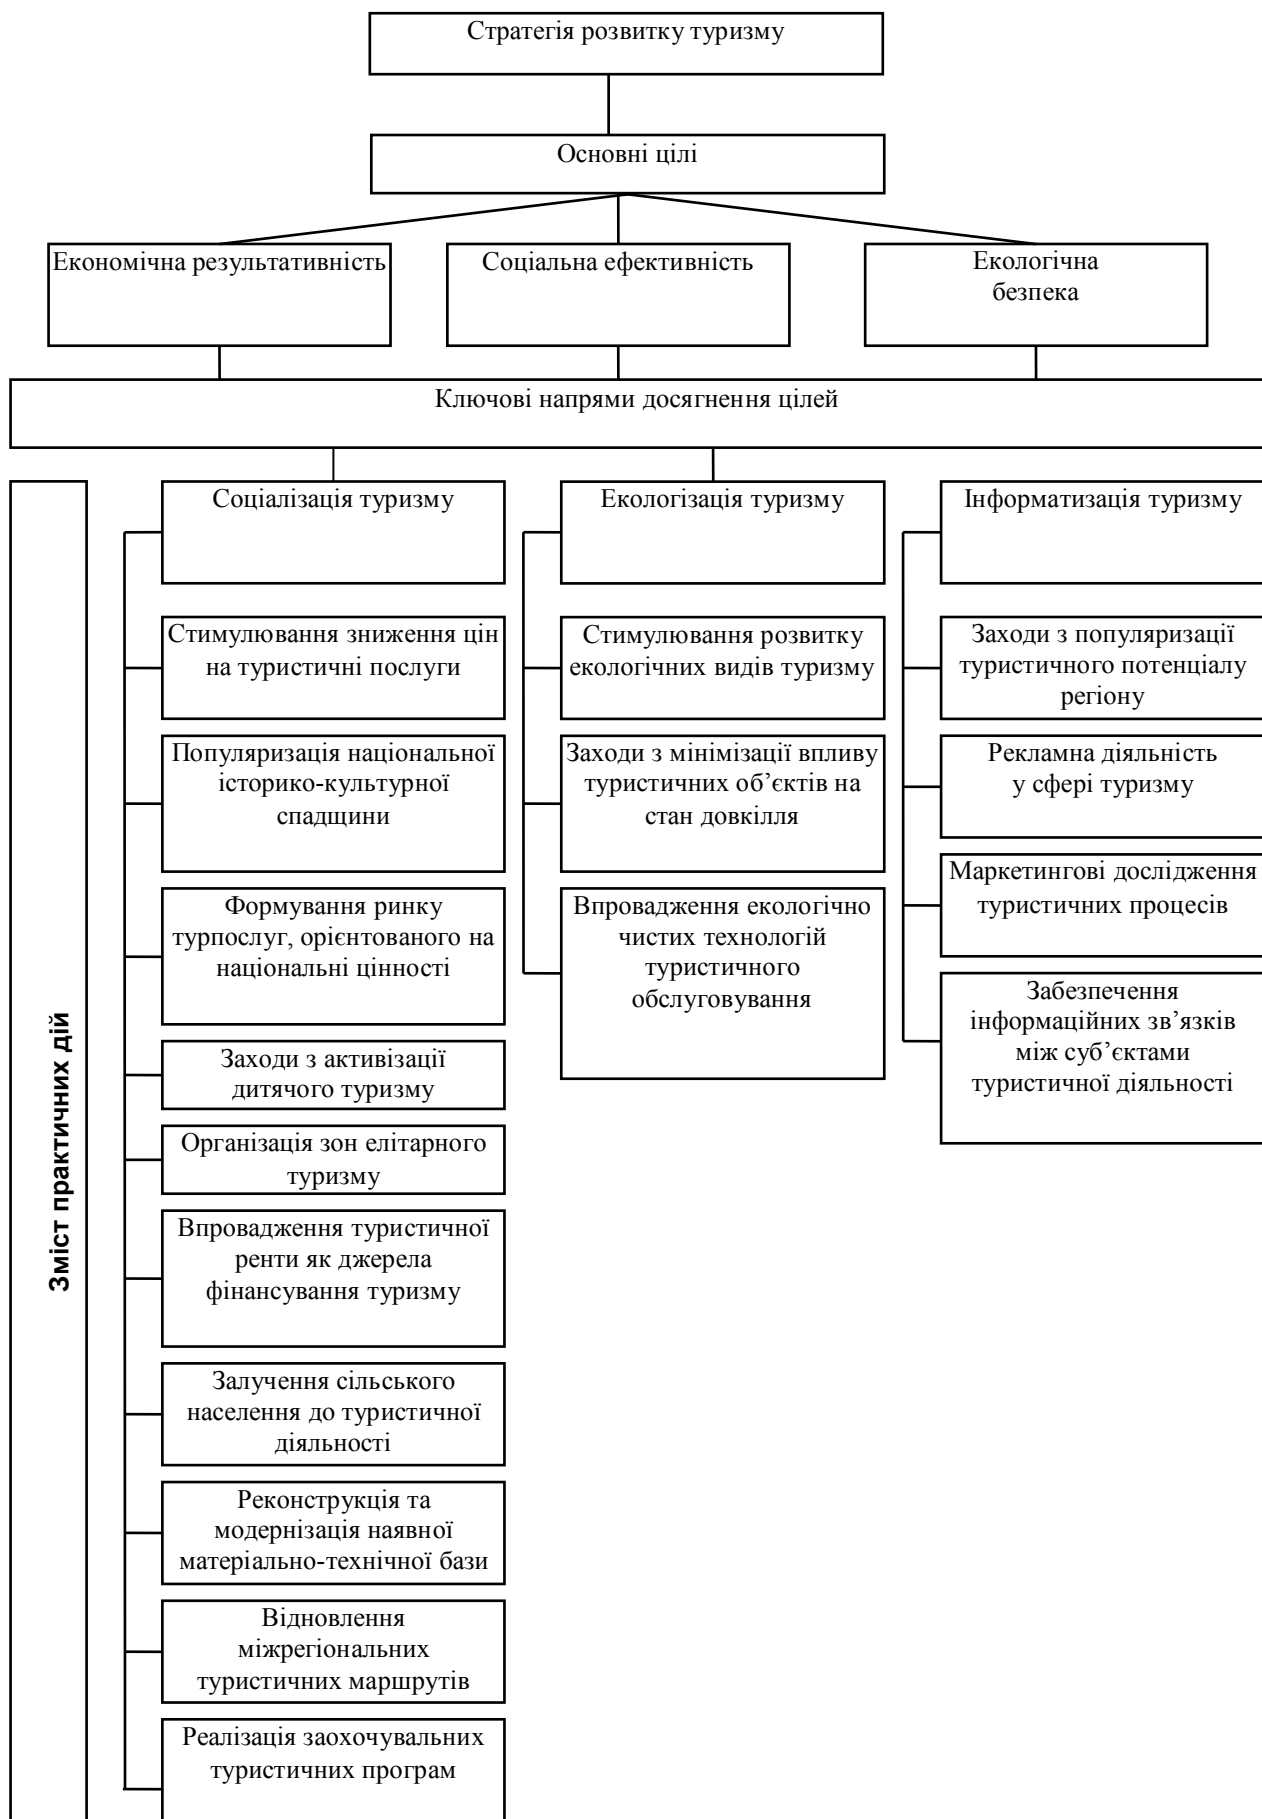 Стратегія розвитку туризму
Основні цілі
Економічна результативність
Соціальна ефективність
Екологічна
безпека
Ключові напрями досягнення цілей
Зміст практичних дій
Соціалізація туризму
Стимулювання зниження цін
на туристичні послуги
Популяризація національної
історико-культурної
спадщини
Формування ринку
турпослуг, орієнтованого на
національні цінності
Заходи з активізації
дитячого туризму
Організація зон елітарного
туризму
Впровадження туристичної
ренти як джерела
фінансування туризму
Залучення сільського
населення до туристичної
діяльності
Реконструкція та
модернізація наявної
матеріально-технічної бази
Відновлення
міжрегіональних
туристичних маршрутів
Реалізація заохочувальних
туристичних програм
Екологізація туризму
Стимулювання розвитку
екологічних видів туризму
Заходи з мінімізації впливу
туристичних об’єктів на
стан довкілля
Впровадження екологічно
чистих технологій
туристичного
обслуговування
Інформатизація туризму
Заходи з популяризації
туристичного потенціалу
регіону
Рекламна діяльність
у сфері туризму
Маркетингові дослідження
туристичних процесів
Забезпечення
інформаційних зв’язків
між суб’єктами
туристичної діяльності